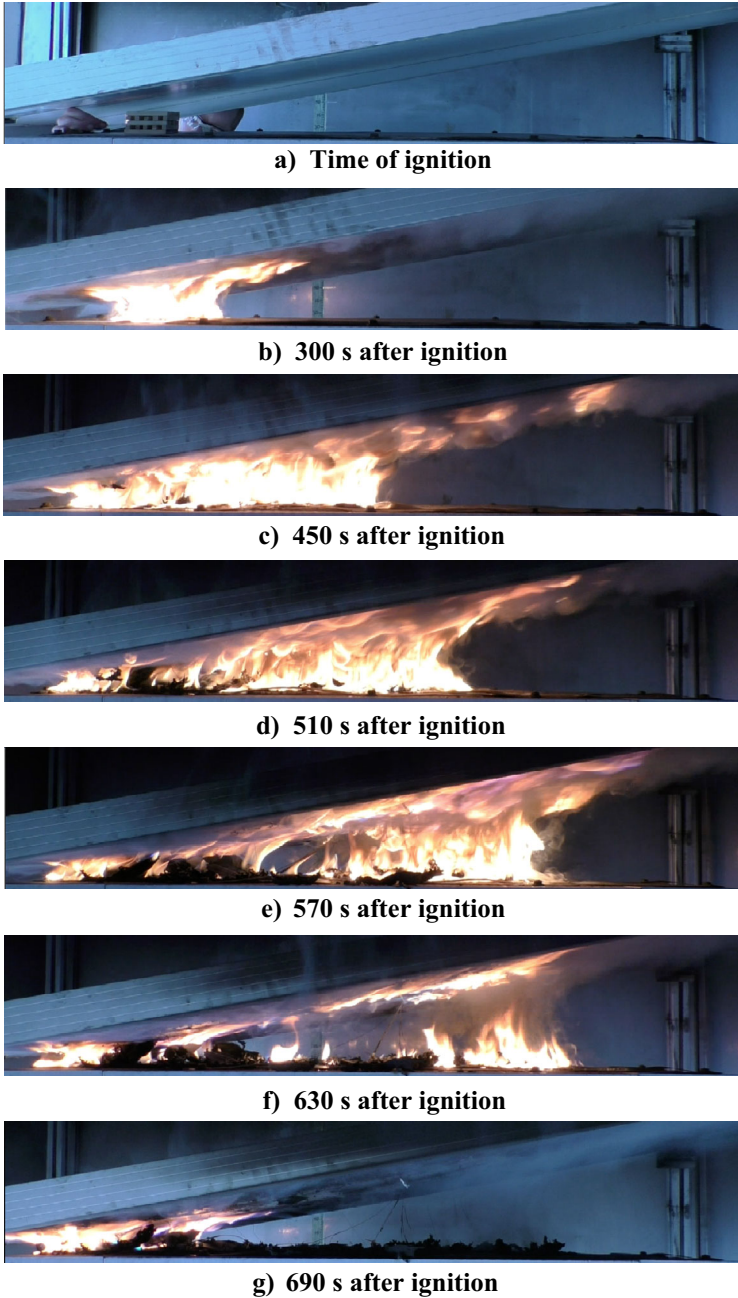 a) Time of ignition
b) 300 s after ignition
c) 450 s after ignition
d) 510 s after ignition
e) 570 s after ignition
f) 630 s after ignition
g) 690 s after ignition